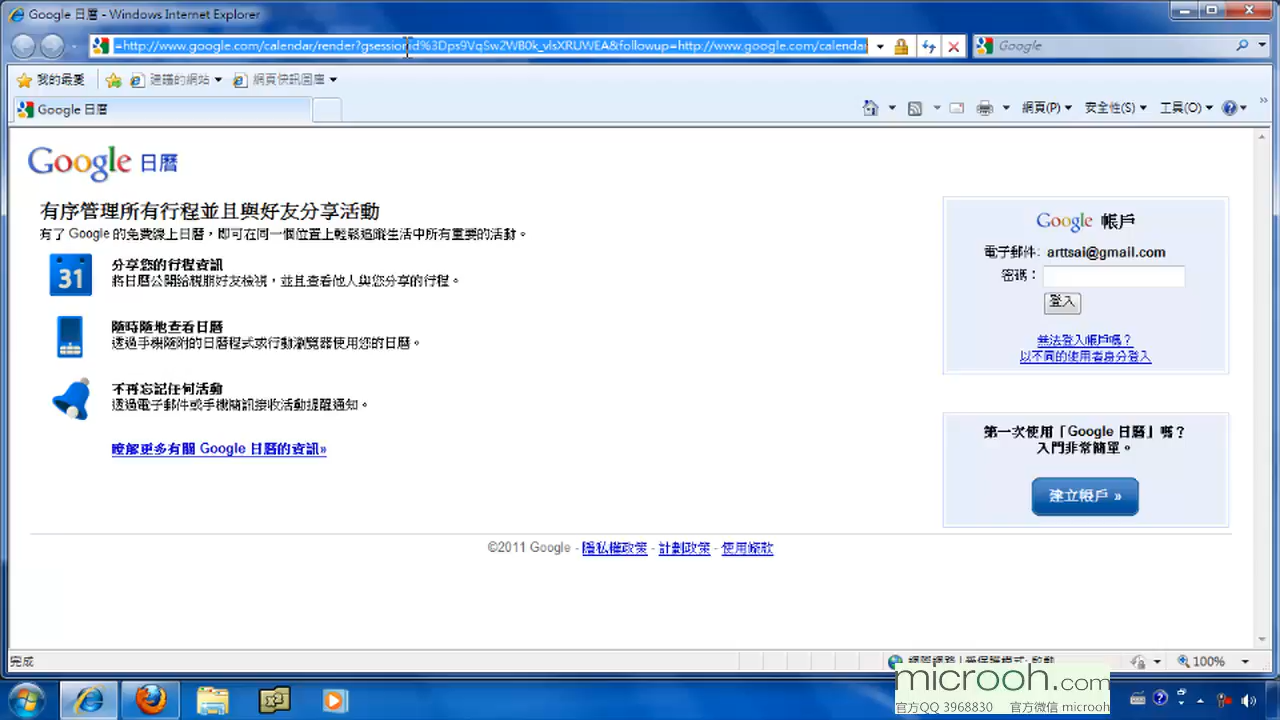 Google 日曆 - Windows Internet Explorer
=http://www.google.com/calendar/render?gsessionid%3Dps9VqSw2WB0k_vlsXRUWEA&followup=http://www.google.com/calendar
Google
我的最愛
建議的網站
網頁快訊圖庫
Google 日曆
網頁(P)
安全性(S)
工具(O)
Google 日曆
有序管理所有行程並且與好友分享活動
有了 Google 的免費線上日曆，即可在同一個位置上輕鬆追蹤生活中所有重要的活動。
31
分享您的行程資訊
將日曆公開給親朋好友檢視，並且查看他人與您分享的行程。
隨時隨地查看日曆
透過手機隨附的日曆程式或行動瀏覽器使用您的日曆。
不再忘記任何活動
透過電子郵件或手機簡訊接收活動提醒通知。
瞭解更多有關 Google 日曆的資訊»
Google 帳戶
電子郵件: arttsai@gmail.com
密碼：
登入
無法登入帳戶嗎？
以不同的使用者身分登入
第一次使用「Google 日曆」嗎？
入門非常簡單。
建立帳戶 »
©2011 Google - 隱私權政策 - 計劃政策 - 使用條款
完成
100%
microoh.com
官方QQ 3968830 官方微信 microoh